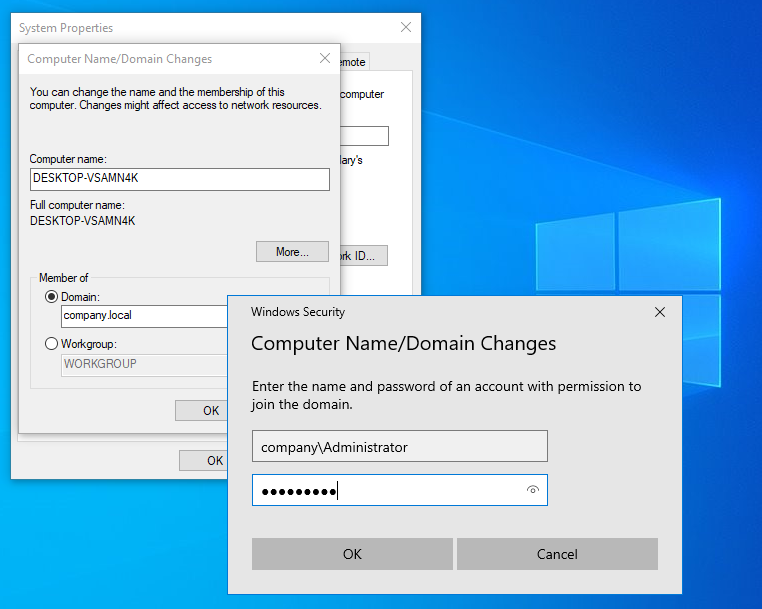 System Properties
Computer Name/Domain Changes
emote
You can change the name and the membership of this
computer. Changes might affect access to network resources.
computer
Computer name:
lary's
DESKTOP-VSAMN4K
Full computer name:
DESKTOP-VSAMN4K
More...
rk ID...
Member of
Domain:
company.local
Workgroup:
WORKGROUP
OK
OK
Windows Security
Computer Name/Domain Changes
Enter the name and password of an account with permission to
join the domain.
company\Administrator
●●●●●●●●●
OK
Cancel